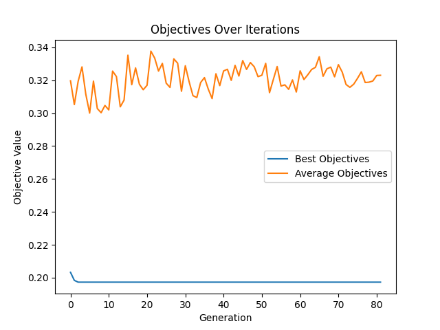 Objectives Over Iterations
0.34
0.32
0.30
0.28
0.26
0.24
0.22
0.20
Objective Value
Best Objectives
Average Objectives
0 10 20 30 40 50 60 70 80
Generation